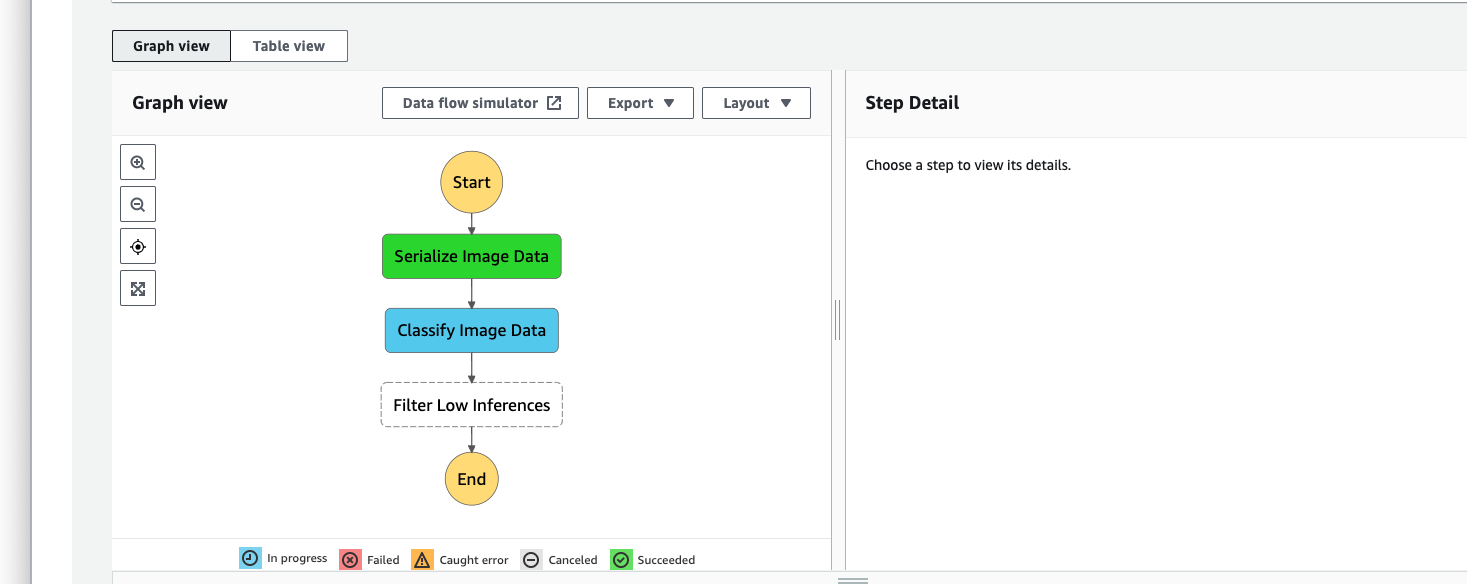 Graph view
Table view
Graph view
Data flow simulator
Export
Layout
Step Detail
Choose a step to view its details.
Start
Serialize Image Data
Classify Image Data
Filter Low Inferences
End
In progress
Failed
Caught error
Canceled
Succeeded